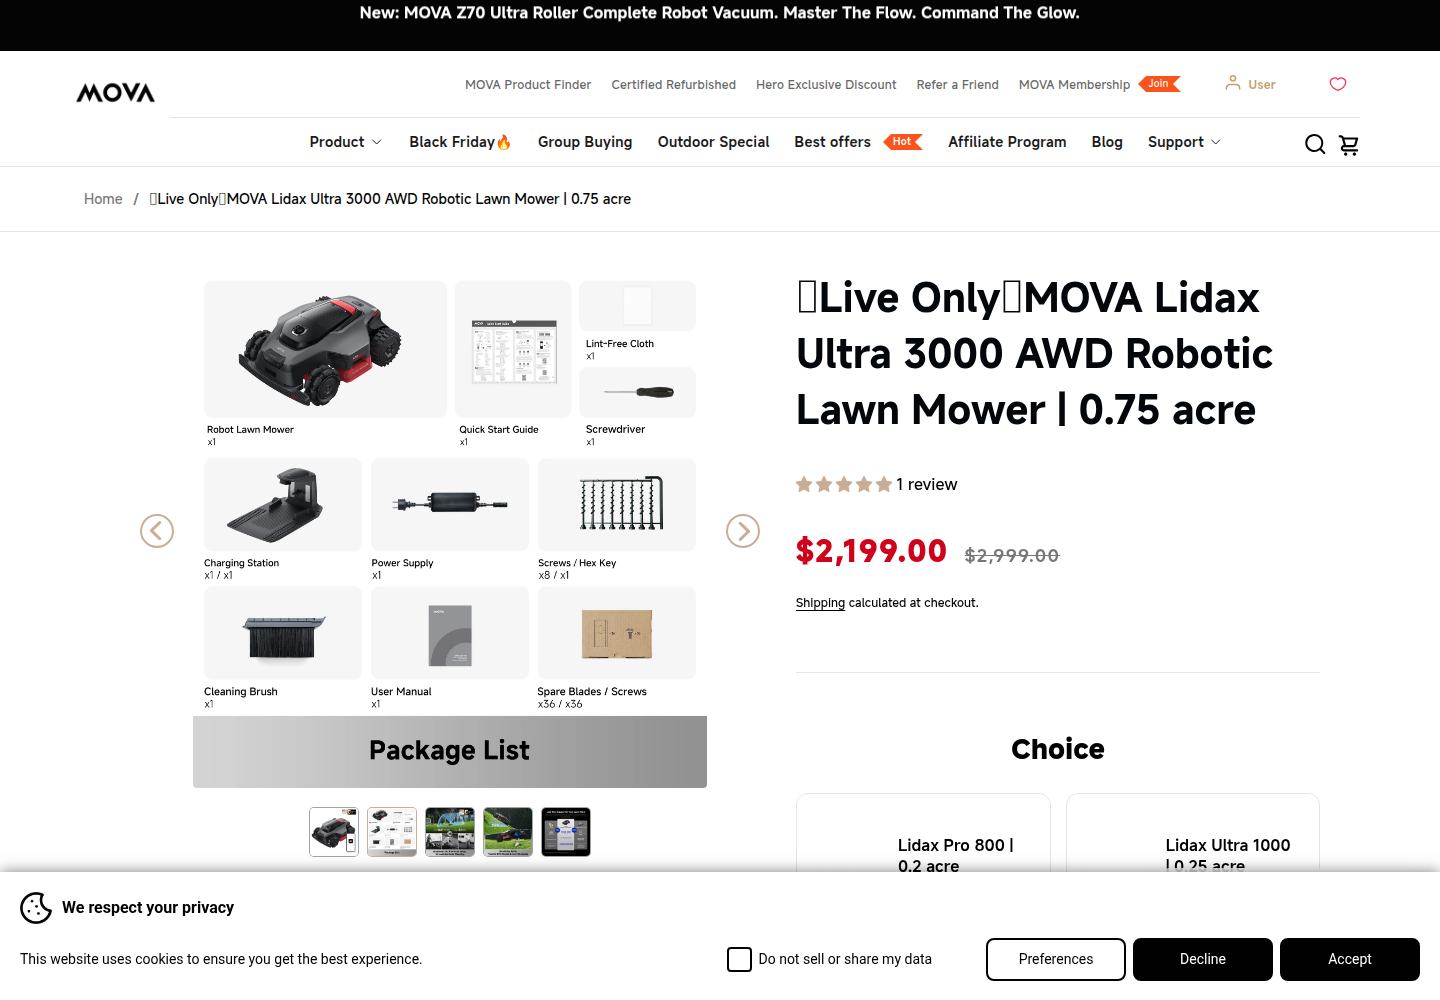 New: MOVA Z70 Ultra Roller Complete Robot Vacuum. Master The Flow. Command The Glow.
MOVA
MOVA Product Finder Certified Refurbished Hero Exclusive Discount Refer a Friend MOVA Membership Join User
Product Black Friday🔥 Group Buying Outdoor Special Best offers Hot Affiliate Program Blog Support
Home / Live OnlyMOVA Lidax Ultra 3000 AWD Robotic Lawn Mower | 0.75 acre
Lint-Free Cloth
x1
Robot Lawn Mower
x1
Quick Start Guide
x1
Screwdriver
x1
Charging Station
x1 / x1
Power Supply
x1
Screws / Hex Key
x8 / x1
Cleaning Brush
x1
User Manual
x1
Spare Blades / Screws
x36 / x36
Package List
Live OnlyMOVA Lidax
Ultra 3000 AWD Robotic
Lawn Mower | 0.75 acre
1 review
$2,199.00 $2,999.00
Shipping calculated at checkout.
Choice
Lidax Pro 800 |
0.2 acre
Lidax Ultra 1000
| 0.25 acre
We respect your privacy
This website uses cookies to ensure you get the best experience.
Do not sell or share my data
Preferences
Decline
Accept